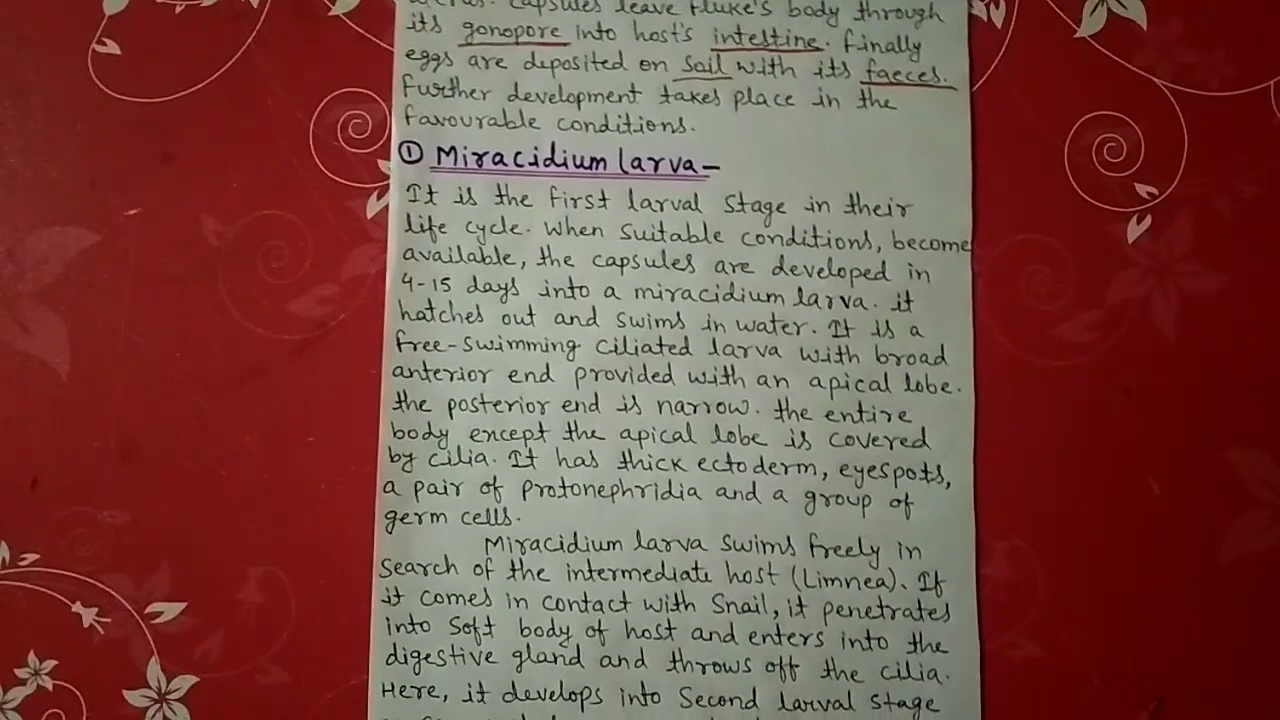 uterus. Capsules leave fluke's body through
its gonopore into host's intestine. Finally
eggs are deposited on soil with its faeces.
Further development takes place in the
favourable conditions.
① Miracidium larva-
It is the first larval stage in their
life cycle. When suitable conditions, become
available, the capsules are developed in
4-15 days into a miracidium larva. it
hatches out and swims in water. It is a
free-swimming ciliated larva with broad
anterior end provided with an apical lobe.
the posterior end is narrow. the entire
body except the apical lobe is covered
by cilia. It has thick ectoderm, eyespots,
a pair of protonephridia and a group of
germ cells.
Miracidium larva swims freely in
search of the intermediate host (Limnea). If
it comes in contact with Snail, it penetrates
into soft body of host and enters into the
digestive gland and throws off the cilia.
Here, it develops into Second larval stage